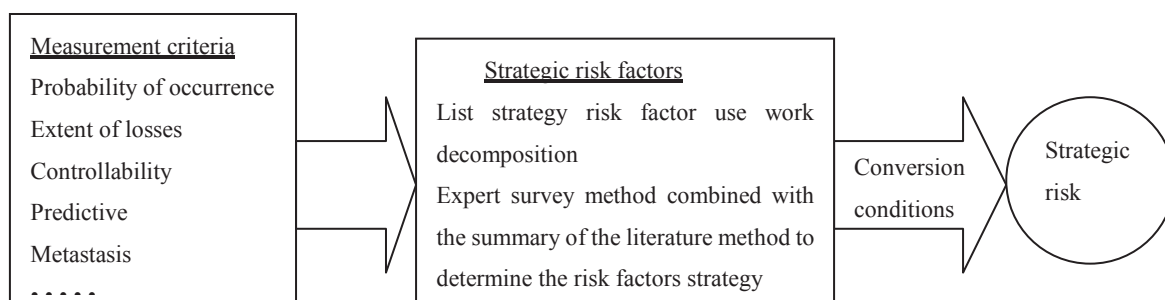 Measurement criteria
Probability of occurrence
Extent of losses
Controllability
Predictive
Metastasis
• • • • •
Strategic risk factors
List strategy risk factor use work
decomposition
Expert survey method combined with
the summary of the literature method to
determine the risk factors strategy
Conversion
conditions
Strategic
risk